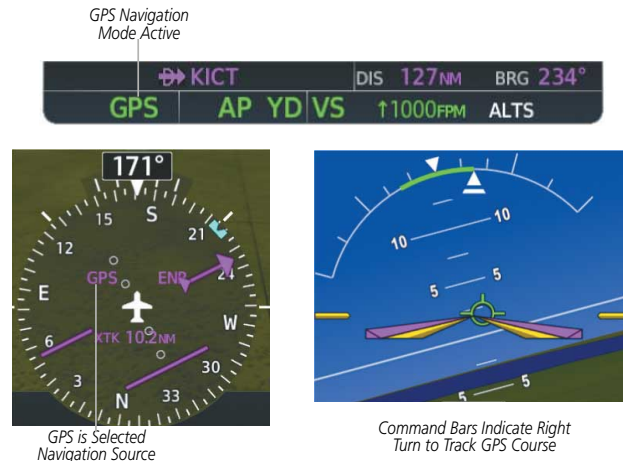 GPS Navigation
Mode Active
D KICT DIS 127NM BRG 234°
GPS AP YD VS ↑1000FPM ALTS
171°
15 S 21
12 24
GPS ENR
E W
XTK 10.2NM
6 30
3 N 33
10 10
5 5
5 5
GPS is Selected
Navigation Source
Command Bars Indicate Right
Turn to Track GPS Course